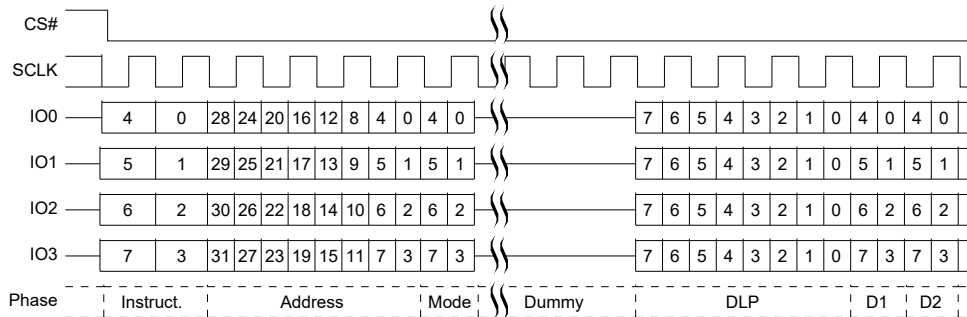 CS#
SCLK
IO0 4 0 28 24 20 16 12 8 4 0 4 0 7 6 5 4 3 2 1 0 4 0 4 0
IO1 5 1 29 25 21 17 13 9 5 1 5 1 7 6 5 4 3 2 1 0 5 1 5 1
IO2 6 2 30 26 22 18 14 10 6 2 6 2 7 6 5 4 3 2 1 0 6 2 6 2
IO3 7 3 31 27 23 19 15 11 7 3 7 3 7 6 5 4 3 2 1 0 7 3 7 3
Phase Instruct. Address Mode Dummy DLP D1 D2